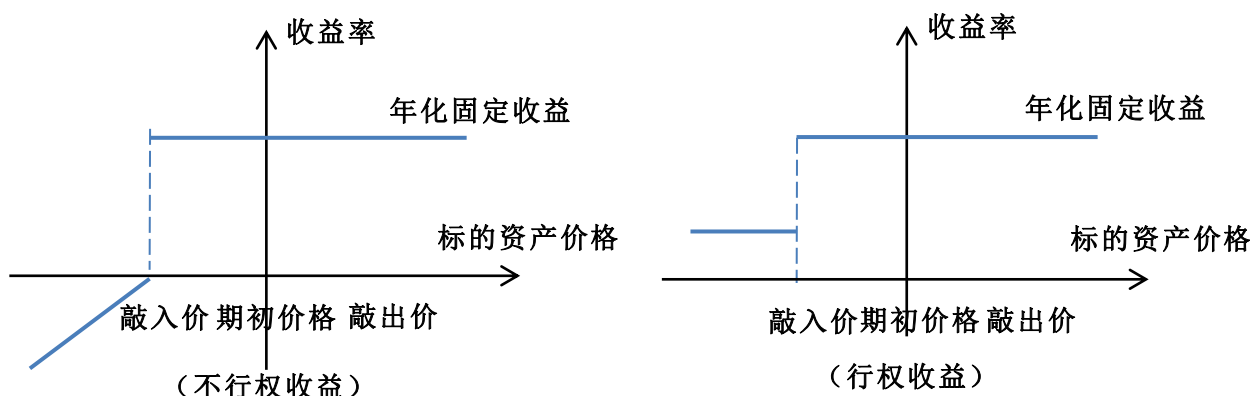 收益率
年化固定收益
标的资产价格
敲入价 期初价格 敲出价
（不行权收益）
收益率
年化固定收益
标的资产价格
敲入价期初价格 敲出价
（行权收益）